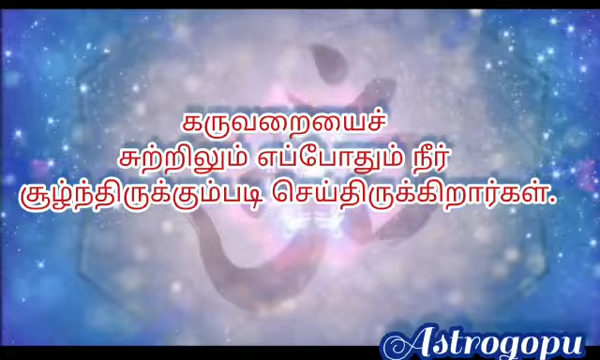 கருவறையைச்
சுற்றிலும் எப்போதும் நீர்
சூழ்ந்திருக்கும்படி செய்திருக்கிறார்கள்.
Astrogopu